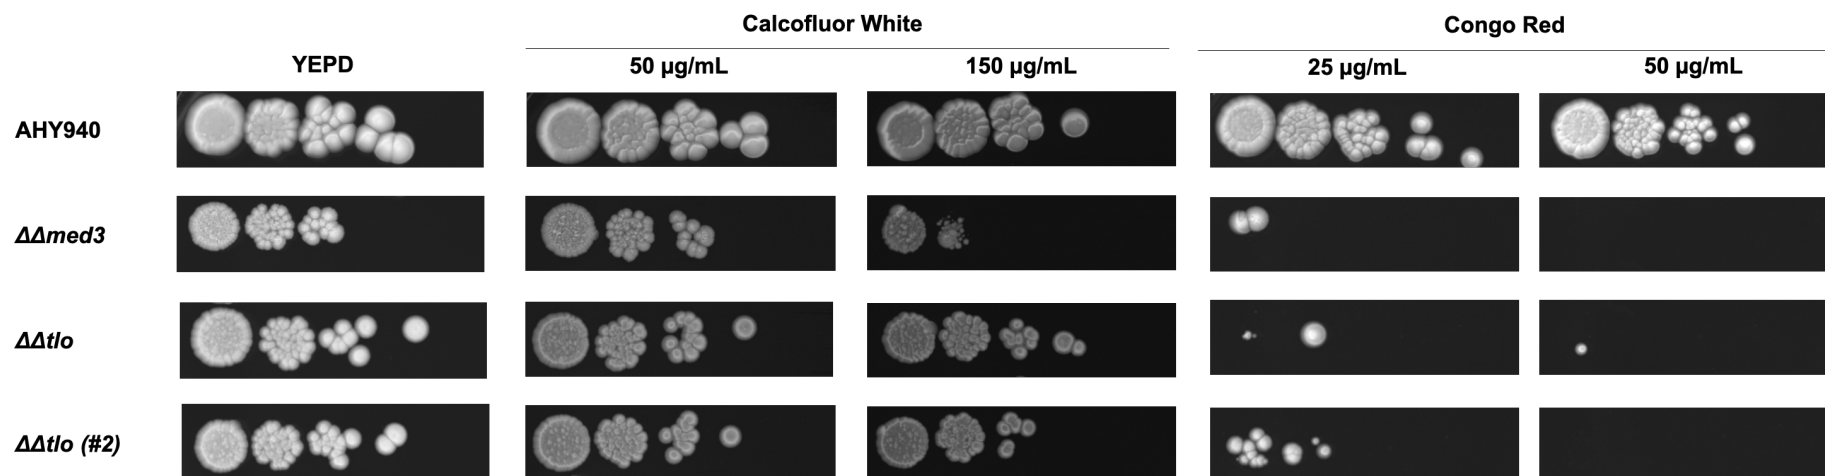 Calcofluor White
Congo Red
YEPD
50 µg/mL
150 µg/mL
25 µg/mL
50 µg/mL
AHY940
ΔΔmed3
ΔΔtlo
ΔΔtlo (#2)